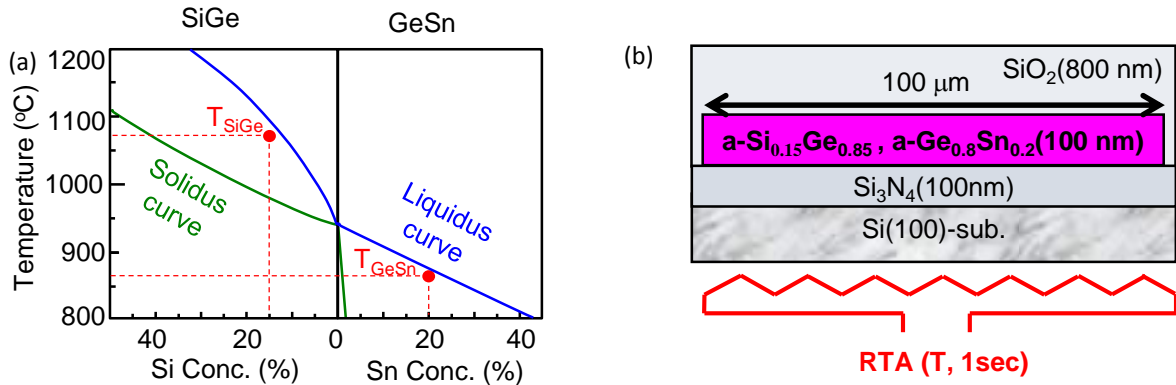 SiGe GeSn
(a)
Temperature (ºC)
1200
1100
1000
900
800
T_SiGe
Solidus
curve
Liquidus
curve
T_GeSn
40 20 0 20 40
Si Conc. (%) Sn Conc. (%)
(b)
SiO₂(800 nm)
100 μm
a-Si₀.₁₅Ge₀.₈₅ , a-Ge₀.₈Sn₀.₂(100 nm)
Si₃N₄(100nm)
Si(100)-sub.
RTA (T, 1sec)